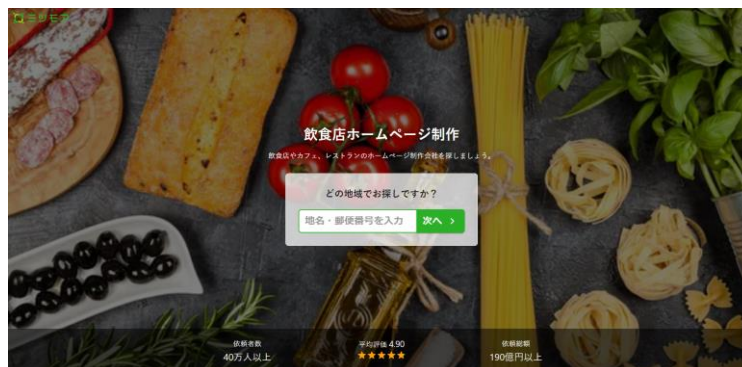 ミツモア
飲食店ホームページ制作
飲食店やカフェ、レストランのホームページ制作会社を探しましょう。
どの地域でお探しですか？
地名・郵便番号を入力
次へ
依頼者数
平均評価 4.90
依頼総額
40万人以上
190億円以上